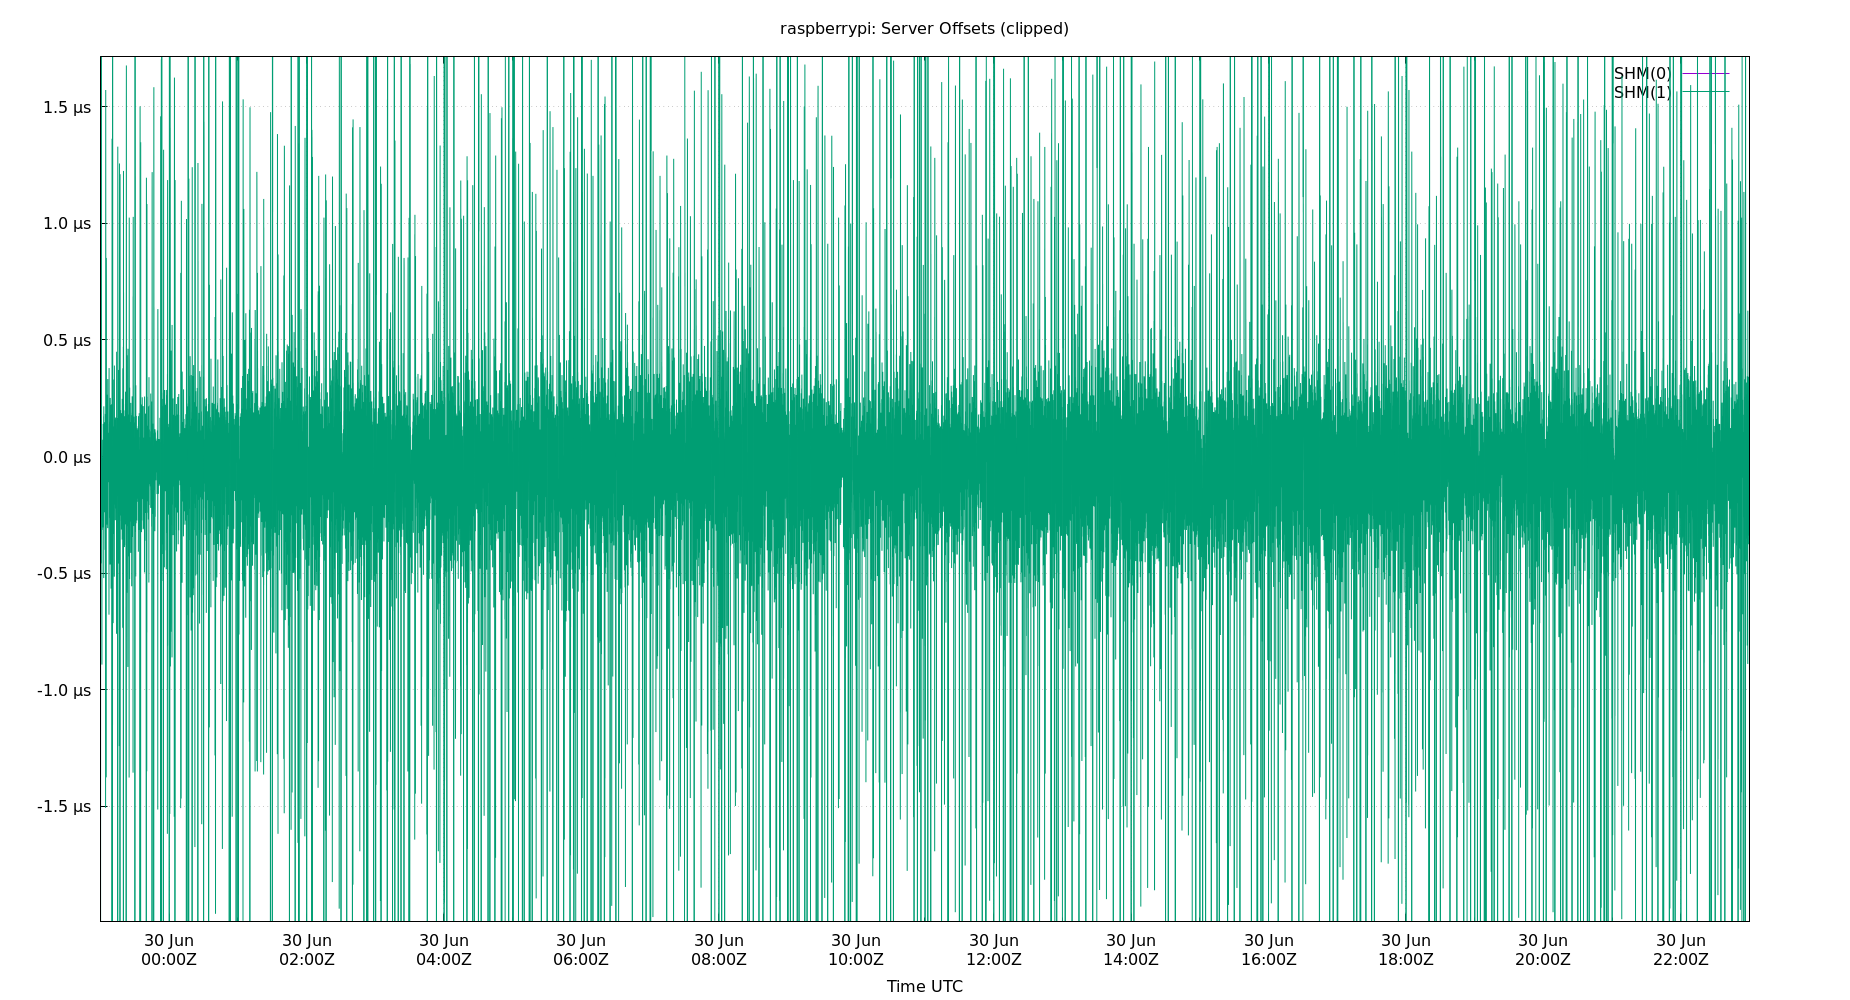 raspberrypi: Server Offsets (clipped)
SHM(0)
SHM(1)
1.5 µs
1.0 µs
0.5 µs
0.0 µs
-0.5 µs
-1.0 µs
-1.5 µs
30 Jun 30 Jun 30 Jun 30 Jun 30 Jun 30 Jun 30 Jun 30 Jun 30 Jun 30 Jun 30 Jun 30 Jun
00:00Z 02:00Z 04:00Z 06:00Z 08:00Z 10:00Z 12:00Z 14:00Z 16:00Z 18:00Z 20:00Z 22:00Z
Time UTC